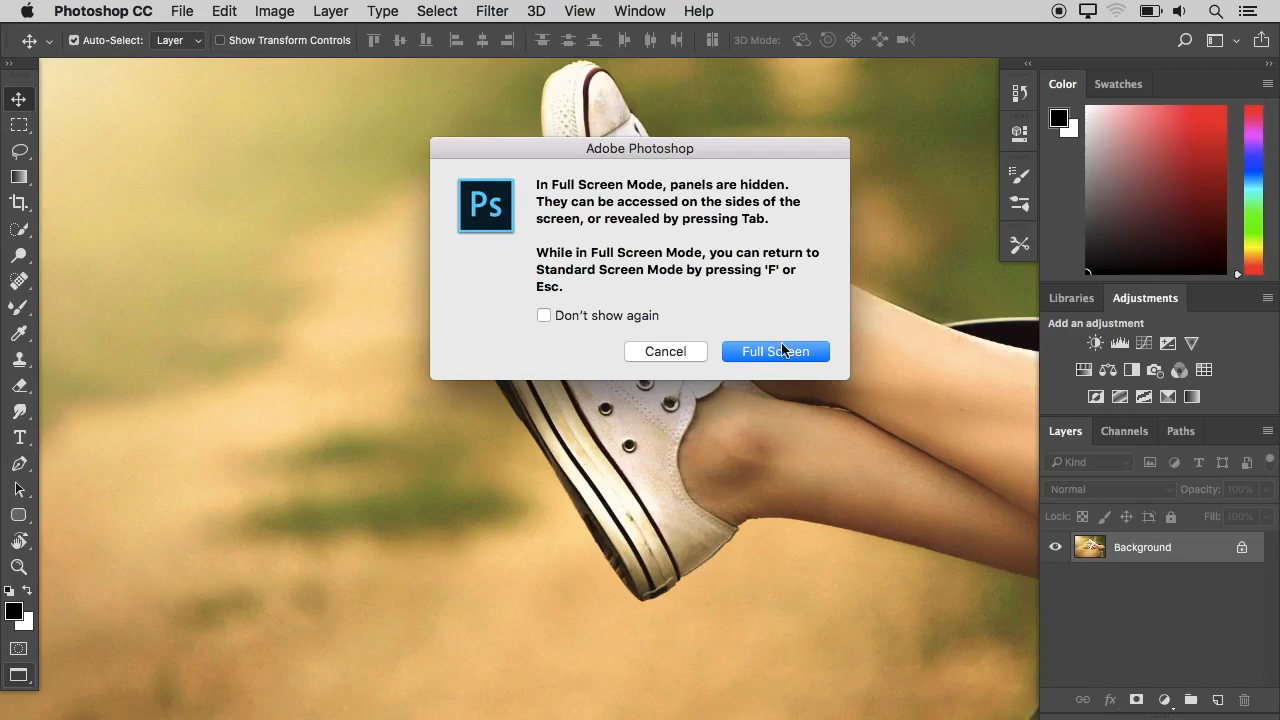 Photoshop CC File Edit Image Layer Type Select Filter 3D View Window Help
Auto-Select: Layer Show Transform Controls 3D Mode:
Color Swatches
Adobe Photoshop
Ps
In Full Screen Mode, panels are hidden.
They can be accessed on the sides of the
screen, or revealed by pressing Tab.
While in Full Screen Mode, you can return to
Standard Screen Mode by pressing 'F' or
Esc.
Don't show again
Cancel Full Screen
Libraries Adjustments
Add an adjustment
Layers Channels Paths
Kind
Normal Opacity: 100%
Lock: Fill: 100%
Background
fx